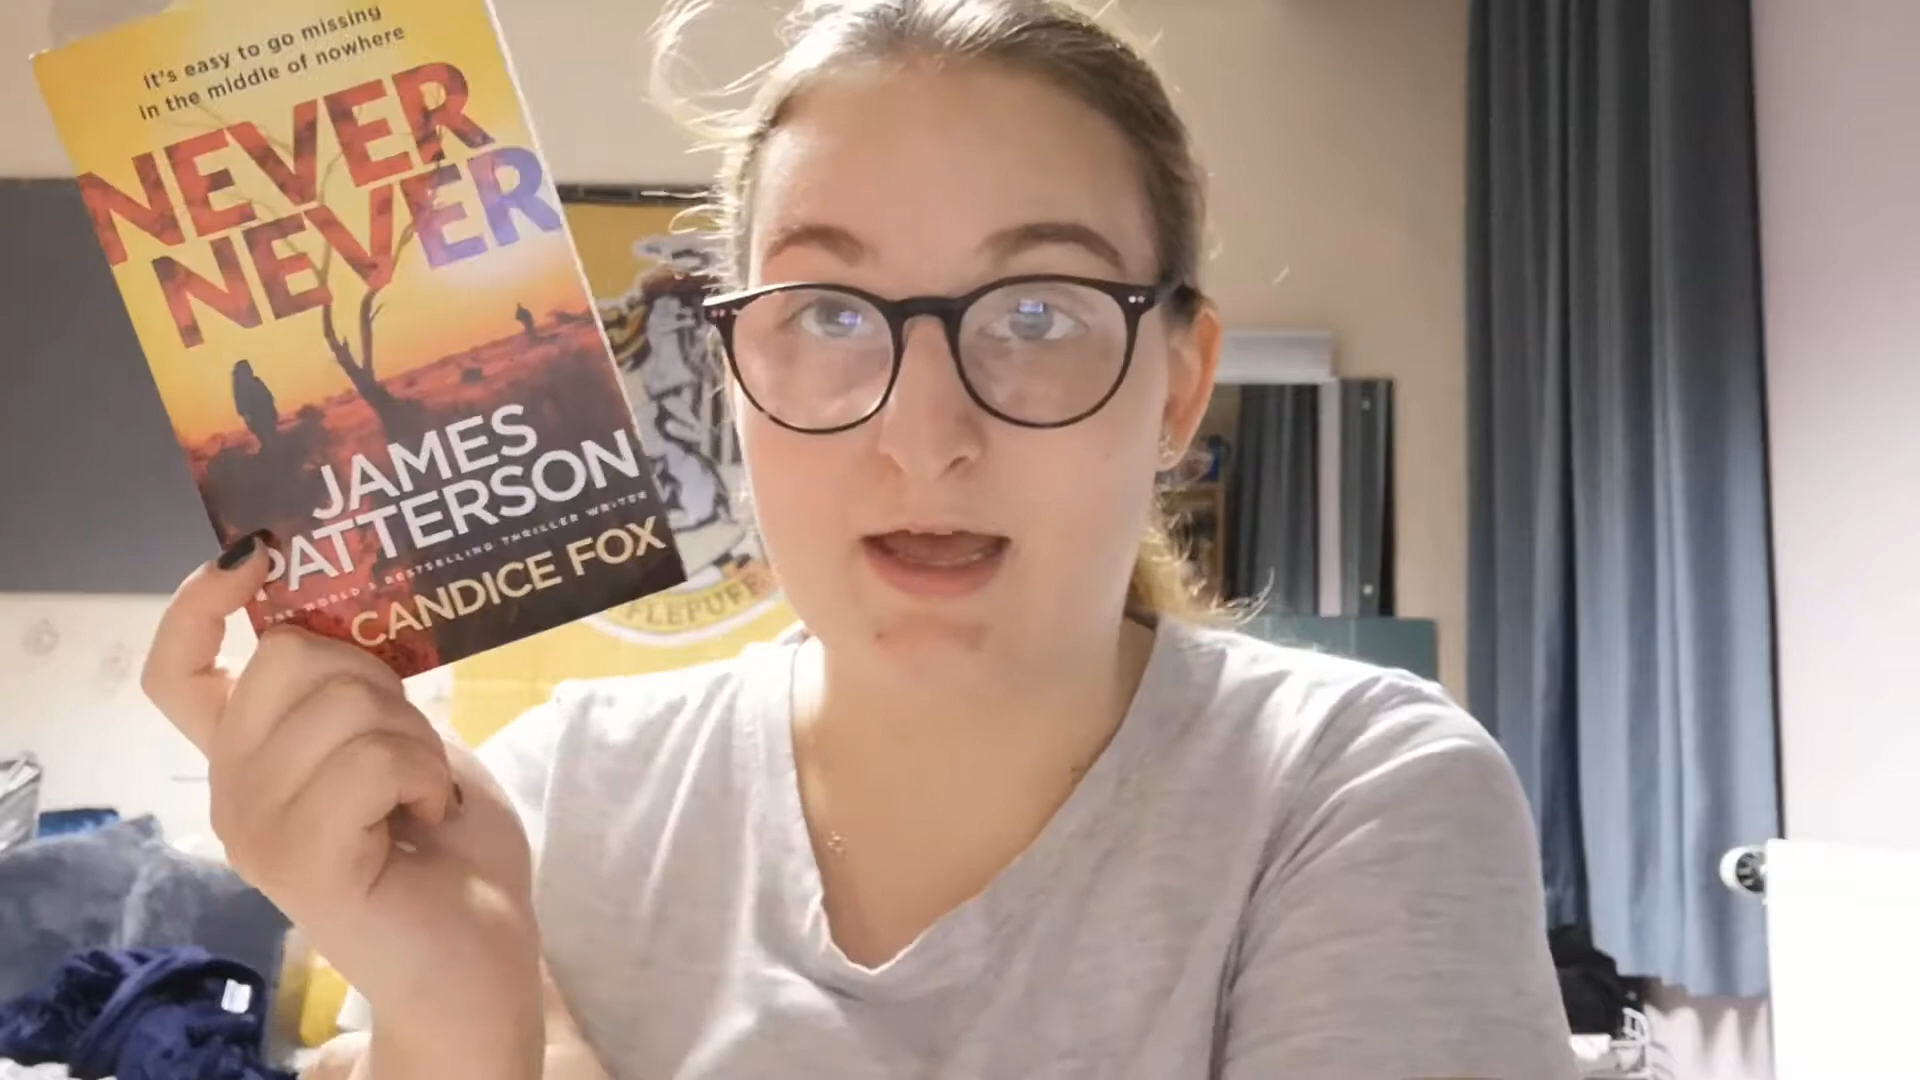 it's easy to go missing
in the middle of nowhere
NEVER
NEVER
JAMES
PATTERSON
THE WORLD'S BESTSELLING THRILLER WRITER
CANDICE FOX
FLEPUFF